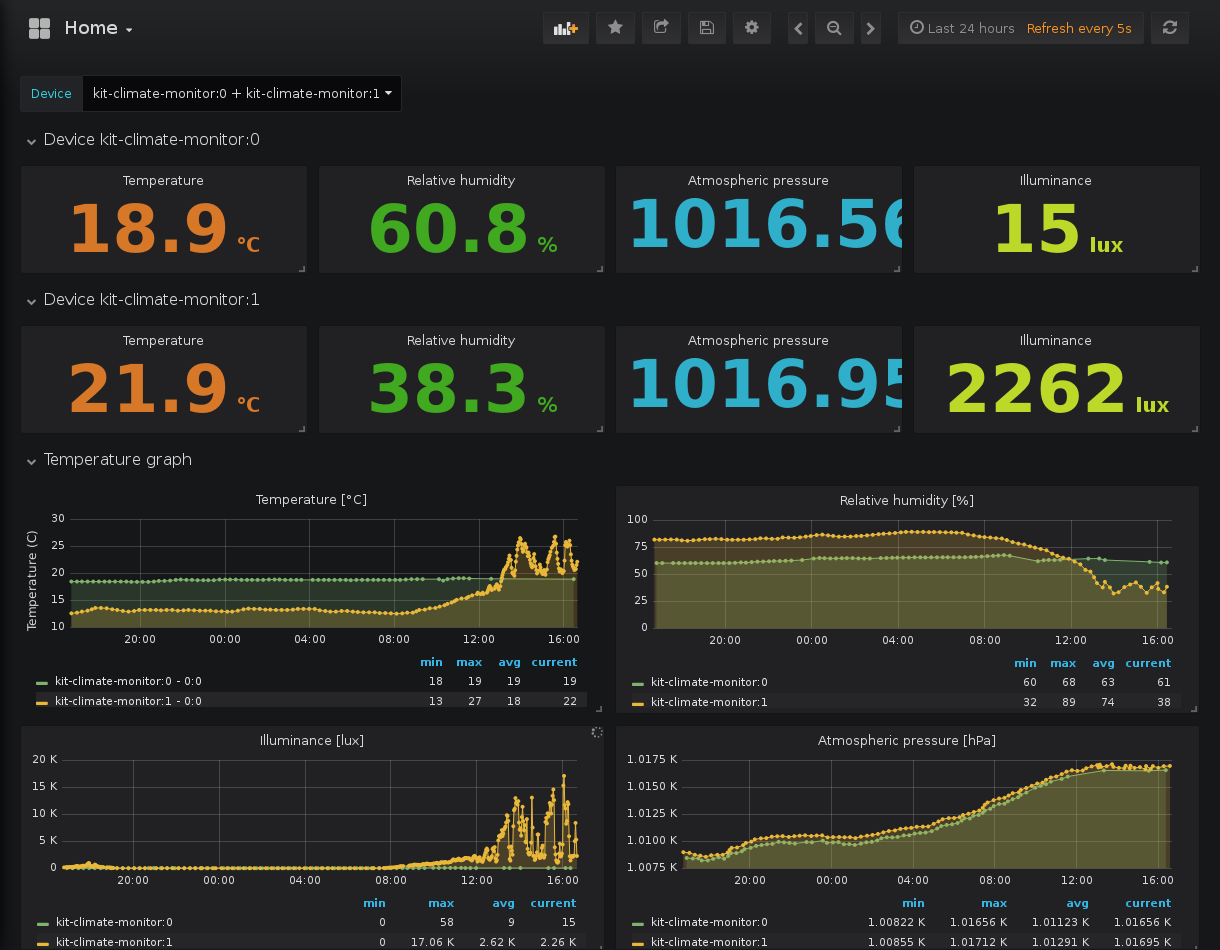 Home
Last 24 hours Refresh every 5s
Device kit-climate-monitor:0 + kit-climate-monitor:1
Device kit-climate-monitor:0
Temperature Relative humidity Atmospheric pressure Illuminance
18.9 °C 60.8 % 1016.56 15 lux
Device kit-climate-monitor:1
Temperature Relative humidity Atmospheric pressure Illuminance
21.9 °C 38.3 % 1016.95 2262 lux
Temperature graph
Temperature [°C]
Temperature (C)
30
25
20
15
10
20:00 00:00 04:00 08:00 12:00 16:00
min max avg current
kit-climate-monitor:0 - 0:0 18 19 19 19
kit-climate-monitor:1 - 0:0 13 27 18 22
Relative humidity [%]
100
75
50
25
0
20:00 00:00 04:00 08:00 12:00 16:00
min max avg current
kit-climate-monitor:0 60 68 63 61
kit-climate-monitor:1 32 89 74 38
Illuminance [lux]
20 K
15 K
10 K
5 K
0
20:00 00:00 04:00 08:00 12:00 16:00
min max avg current
kit-climate-monitor:0 0 58 9 15
kit-climate-monitor:1 0 17.06 K 2.62 K 2.26 K
Atmospheric pressure [hPa]
1.0175 K
1.0150 K
1.0125 K
1.0100 K
1.0075 K
20:00 00:00 04:00 08:00 12:00 16:00
min max avg current
kit-climate-monitor:0 1.00822 K 1.01656 K 1.01123 K 1.01656 K
kit-climate-monitor:1 1.00855 K 1.01712 K 1.01291 K 1.01695 K